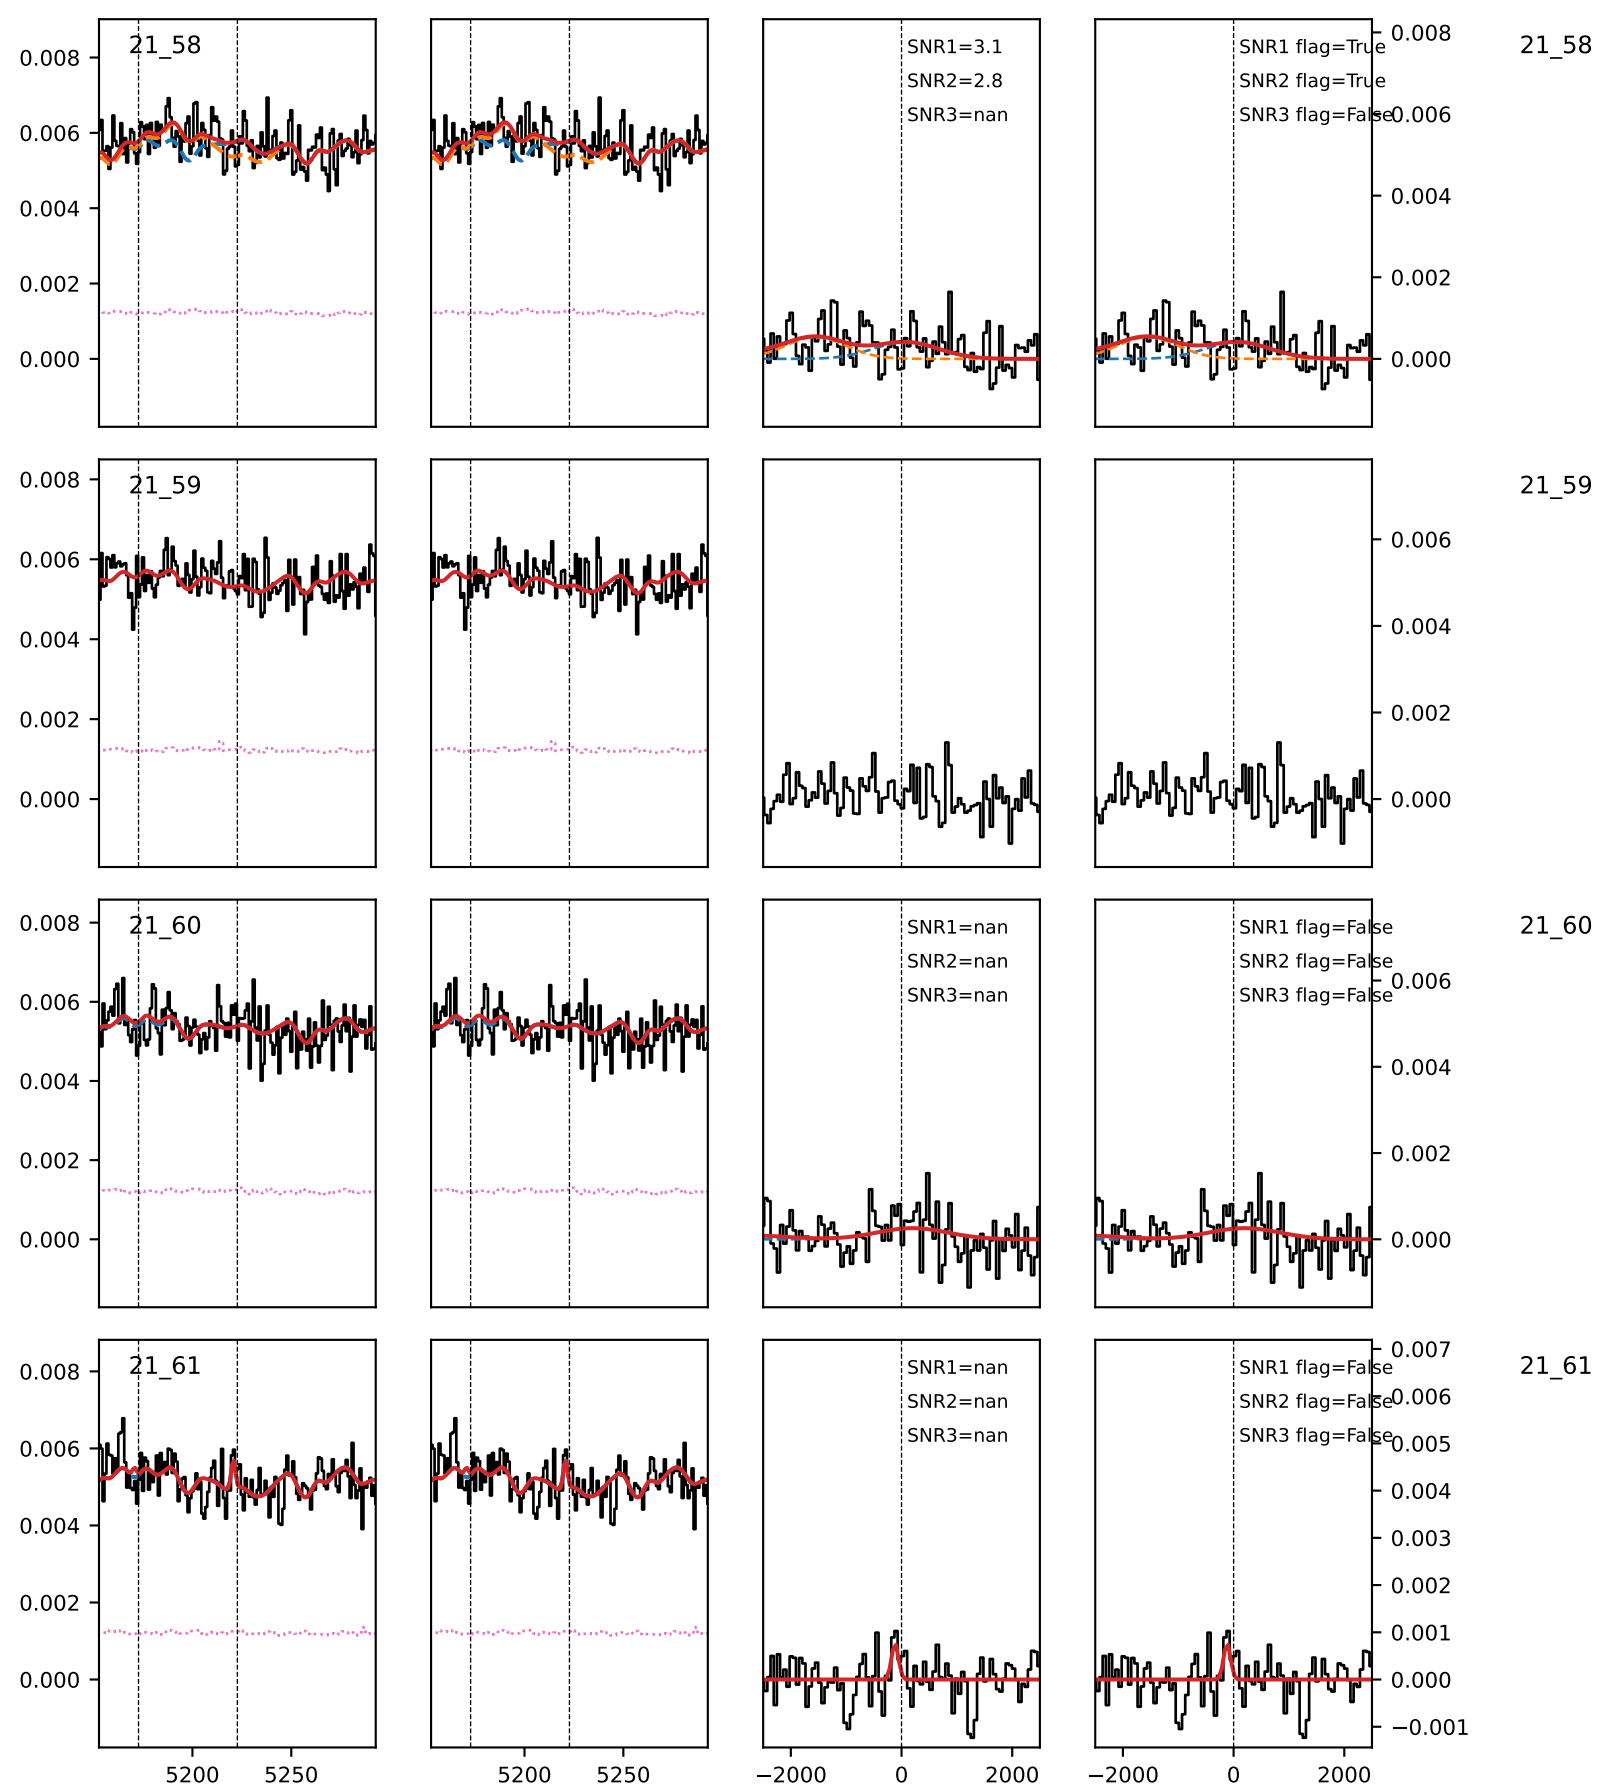 0.008
0.006
0.004
0.002
0.000
21_58
SNR1=3.1
SNR2=2.8
SNR3=nan
SNR1 flag=True
SNR2 flag=True
SNR3 flag=False
0.008
0.006
0.004
0.002
0.000
21_58
0.008
0.006
0.004
0.002
0.000
21_59
0.006
0.004
0.002
0.000
21_59
0.008
0.006
0.004
0.002
0.000
21_60
SNR1=nan
SNR2=nan
SNR3=nan
SNR1 flag=False
SNR2 flag=False
SNR3 flag=False
0.006
0.004
0.002
0.000
21_60
0.008
0.006
0.004
0.002
0.000
21_61
SNR1=nan
SNR2=nan
SNR3=nan
SNR1 flag=False
SNR2 flag=False
SNR3 flag=False
0.007
0.006
0.005
0.004
0.003
0.002
0.001
0.000
−0.001
21_61
5200 5250 5200 5250 −2000 0 2000 −2000 0 2000